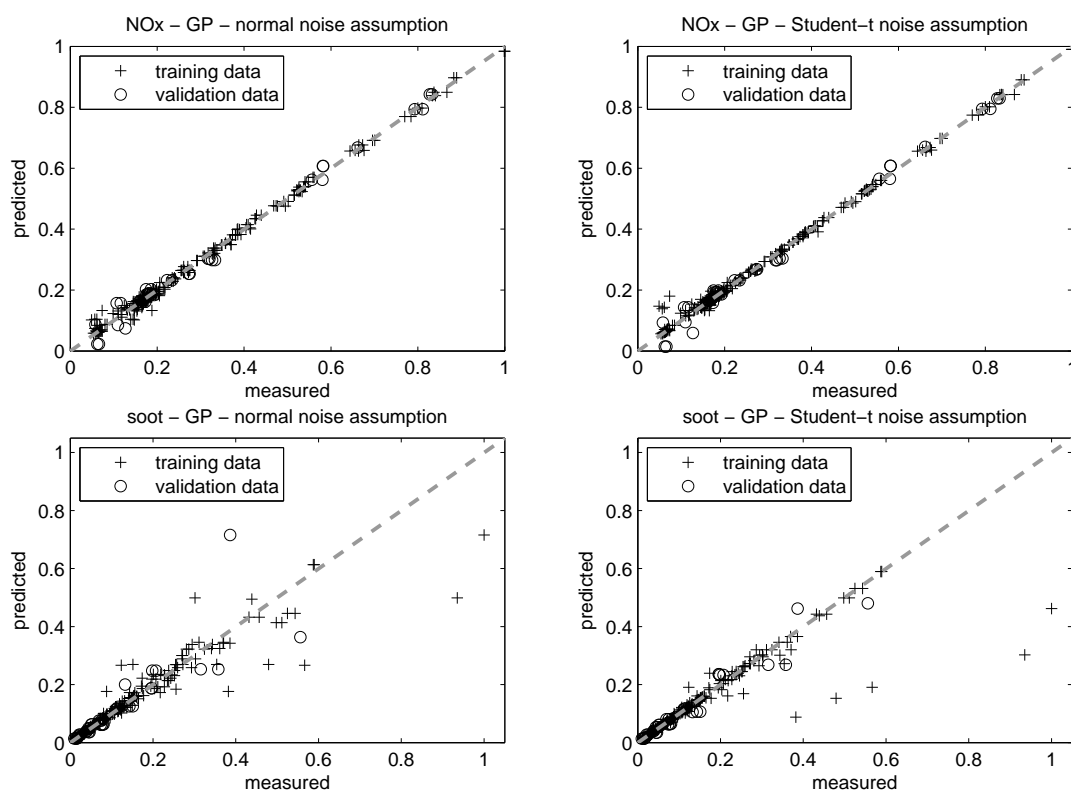 NOx − GP − normal noise assumption
1
0.8
0.6
0.4
0.2
0
predicted
training data
validation data
0 0.2 0.4 0.6 0.8 1
measured
NOx − GP − Student−t noise assumption
1
0.8
0.6
0.4
0.2
0
predicted
training data
validation data
0 0.2 0.4 0.6 0.8 1
measured
soot − GP − normal noise assumption
1
0.8
0.6
0.4
0.2
0
predicted
training data
validation data
0 0.2 0.4 0.6 0.8 1
measured
soot − GP − Student−t noise assumption
1
0.8
0.6
0.4
0.2
0
predicted
training data
validation data
0 0.2 0.4 0.6 0.8 1
measured